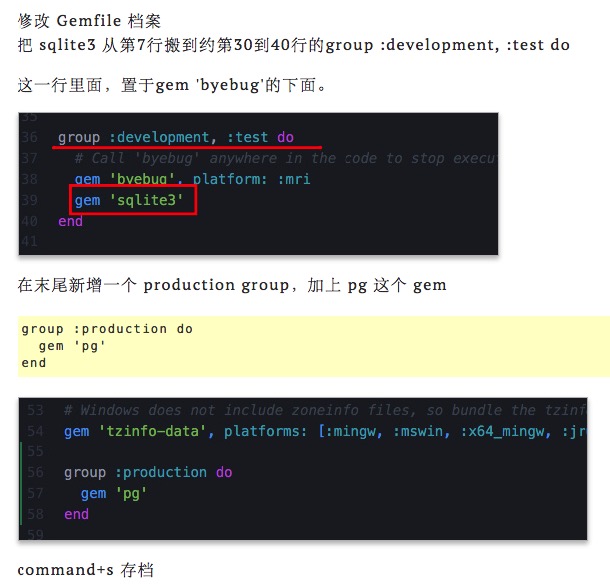 修改 Gemfile 档案
把 sqlite3 从第7行搬到约第30到40行的group :development, :test do
这一行里面，置于gem 'byebug'的下面。
35
36 group :development, :test do
37 # Call 'byebug' anywhere in the code to stop execu
38 gem 'byebug', platform: :mri
39 gem 'sqlite3'
40 end
41
在末尾新增一个 production group，加上 pg 这个 gem
group :production do
gem 'pg'
end
53 # Windows does not include zoneinfo files, so bundle the tzinf
54 gem 'tzinfo-data', platforms: [:mingw, :mswin, :x64_mingw, :jr
55
56 group :production do
57 gem 'pg'
58 end
59
command+s 存档